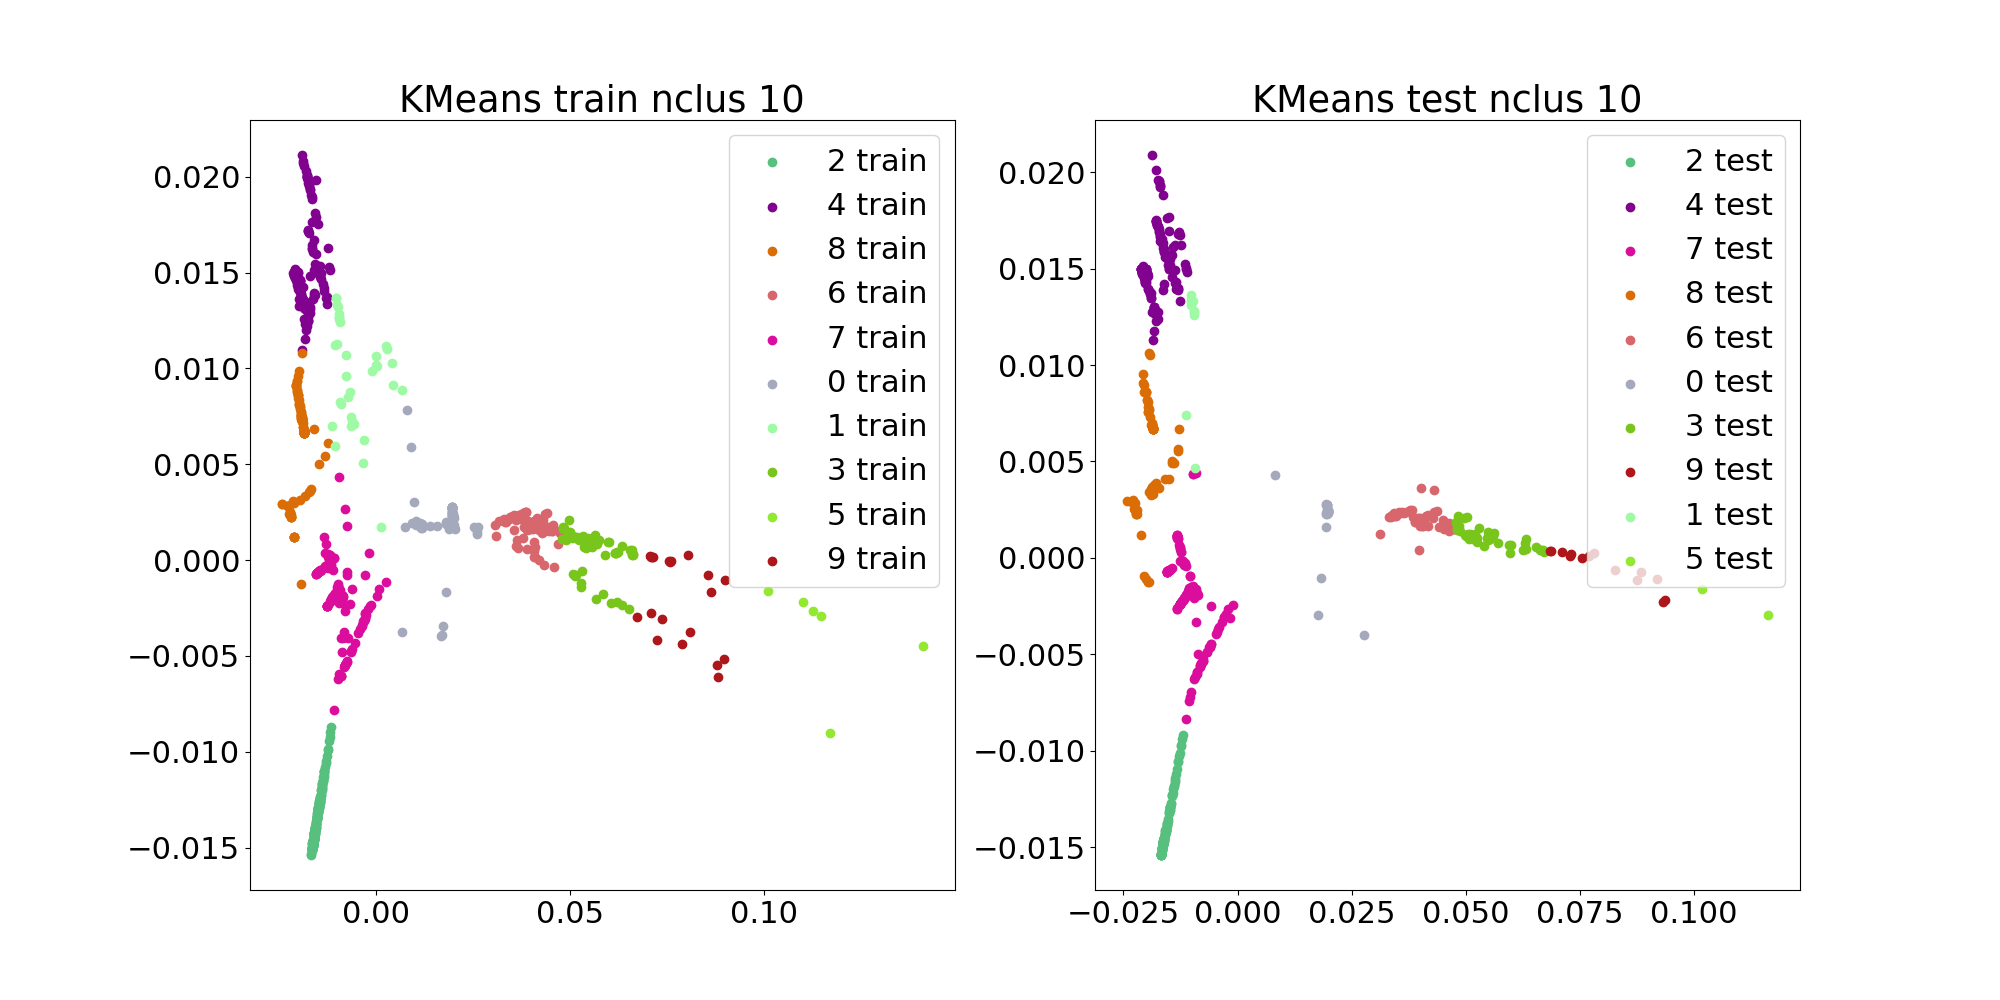 KMeans train nclus 10
0.020
0.015
0.010
0.005
0.000
−0.005
−0.010
−0.015
0.00
0.05
0.10
2 train
4 train
8 train
6 train
7 train
0 train
1 train
3 train
5 train
9 train
KMeans test nclus 10
0.020
0.015
0.010
0.005
0.000
−0.005
−0.010
−0.015
−0.025
0.000
0.025
0.050
0.075
0.100
2 test
4 test
7 test
8 test
6 test
0 test
3 test
9 test
1 test
5 test